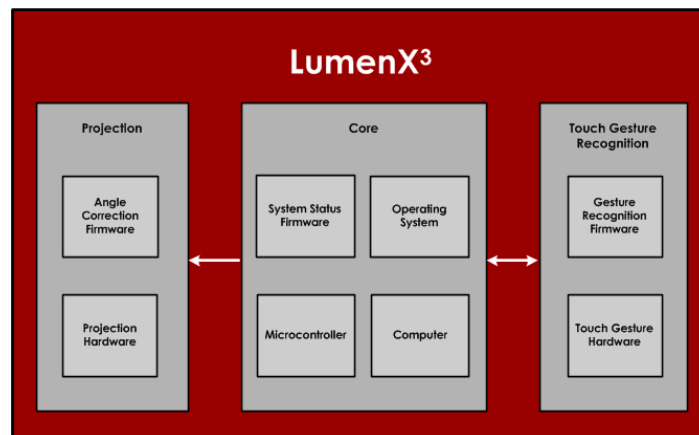 LumenX³
Projection
Angle
Correction
Firmware
Projection
Hardware
Core
System Status
Firmware
Operating
System
Microcontroller
Computer
Touch Gesture
Recognition
Gesture
Recognition
Firmware
Touch Gesture
Hardware